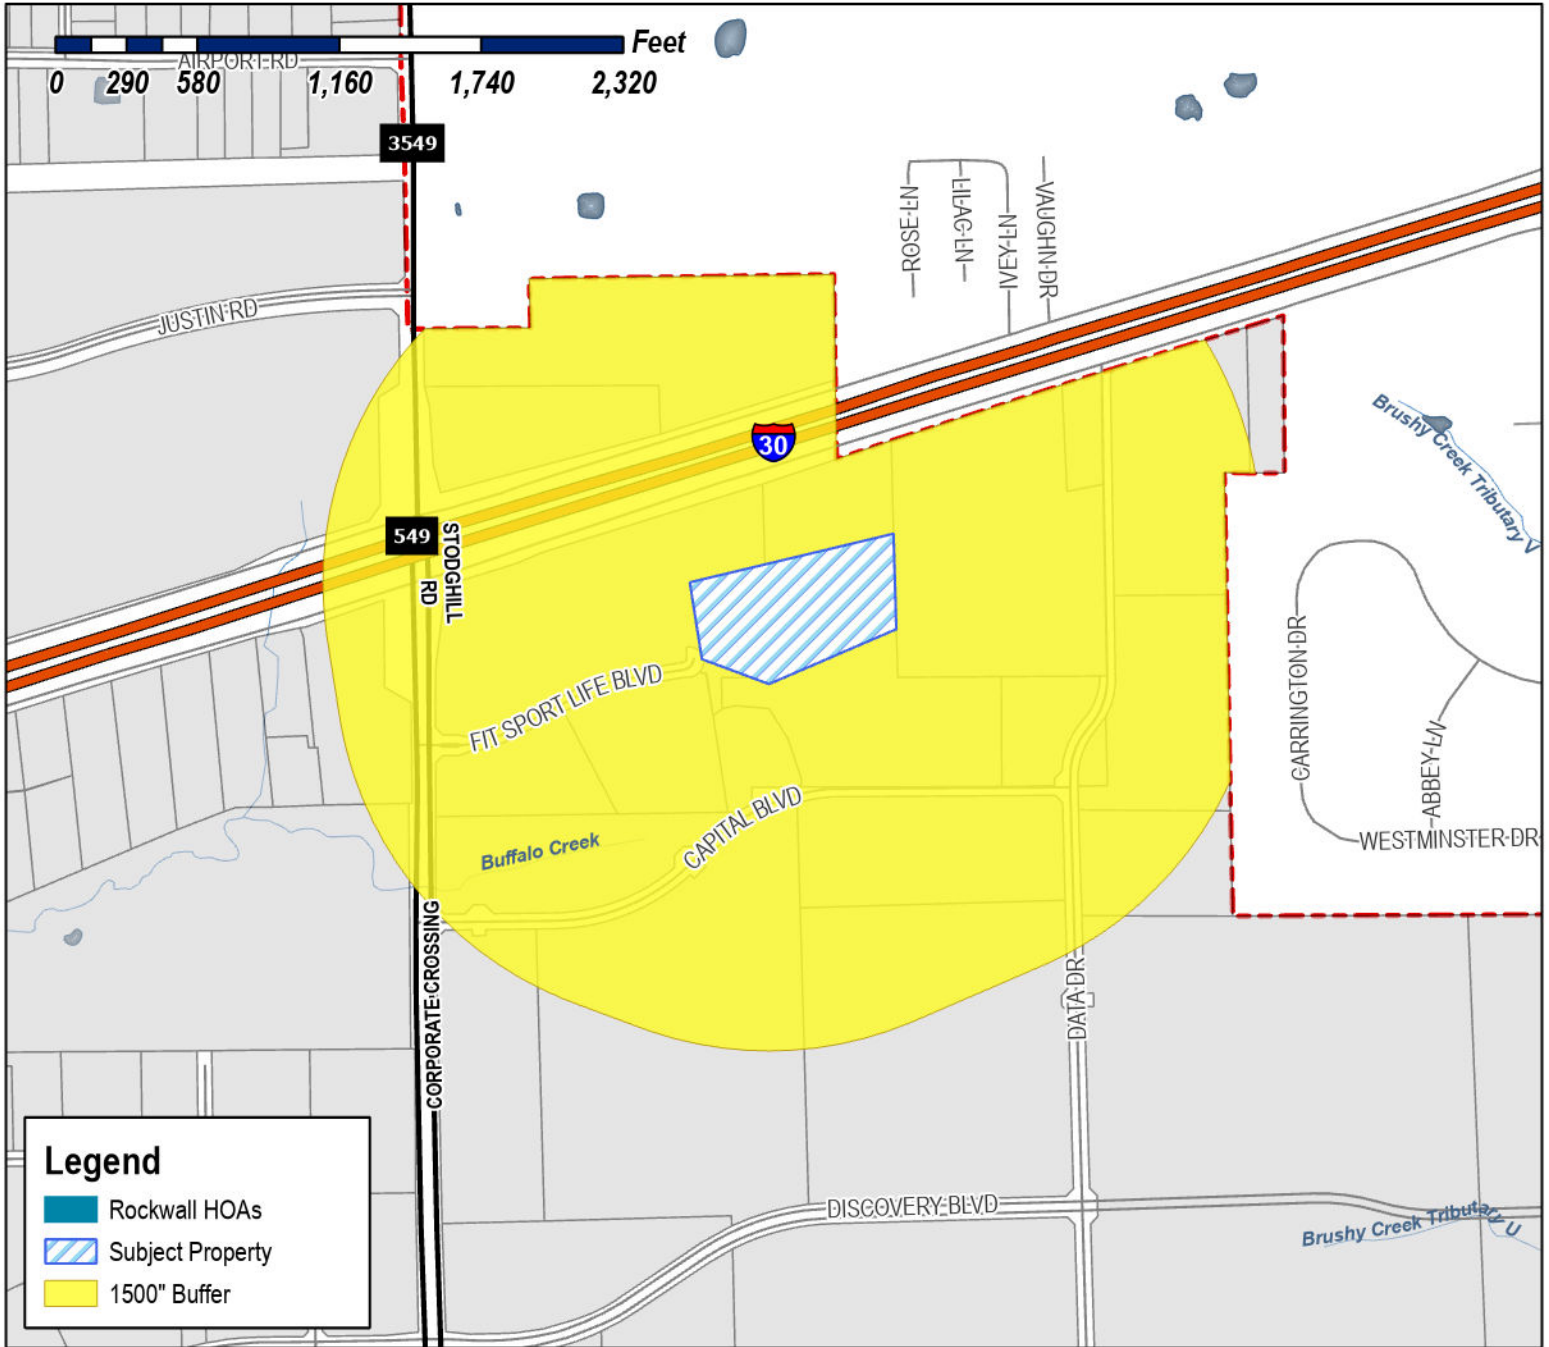 Feet
AIRPORT RD
0 290 580 1,160 1,740 2,320
3549
ROSE LN
LILAC LN
IVEY LN
VAUGHN DR
JUSTIN RD
30
Brushy Creek Tributary V
549
STODGHILL
RD
FIT SPORT LIFE BLVD
CARRINGTON DR
ABBEY LN
WESTMINSTER DR
CAPITAL BLVD
Buffalo Creek
CORPORATE CROSSING
DATA DR
DISCOVERY BLVD
Brushy Creek Tributary U
Legend
Rockwall HOAs
Subject Property
1500" Buffer